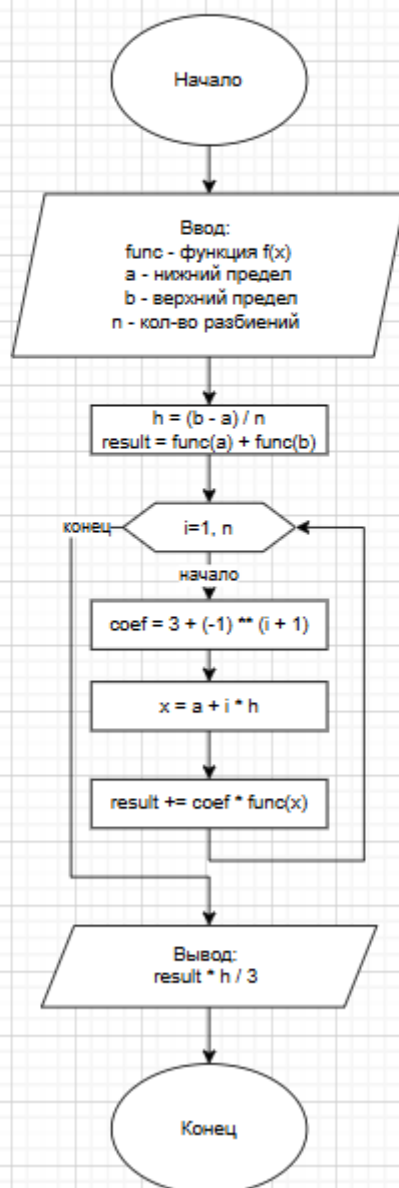 Начало
Ввод:
func - функция f(x)
a - нижний предел
b - верхний предел
n - кол-во разбиений
h = (b - a) / n
result = func(a) + func(b)
конец
i=1, n
начало
coef = 3 + (-1) ** (i + 1)
x = a + i * h
result += coef * func(x)
Вывод:
result * h / 3
Конец